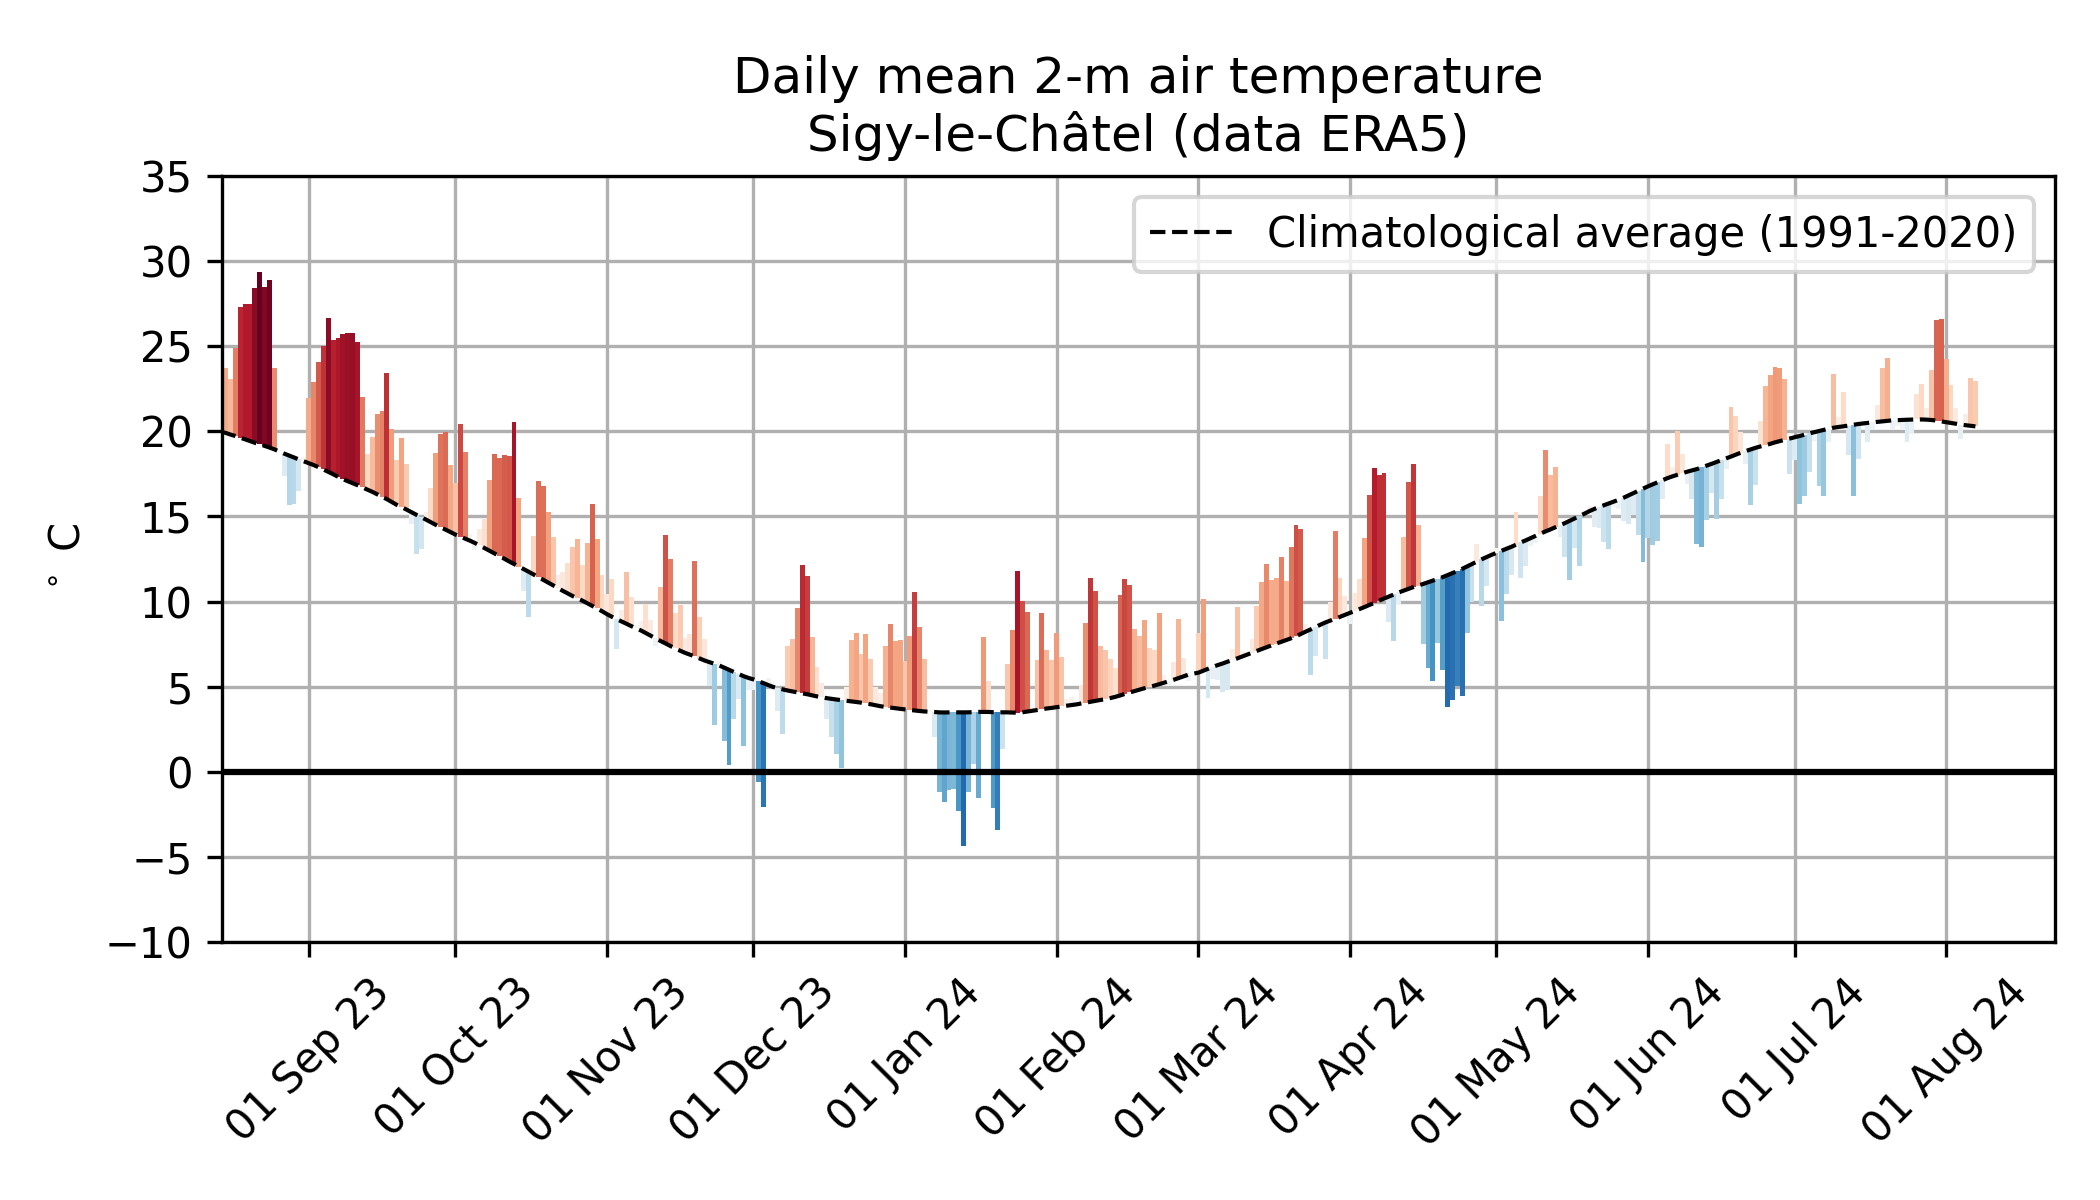 Daily mean 2-m air temperature
Sigy-le-Châtel (data ERA5)
Climatological average (1991-2020)
° C
35
30
25
20
15
10
5
0
−5
−10
01 Sep 23
01 Oct 23
01 Nov 23
01 Dec 23
01 Jan 24
01 Feb 24
01 Mar 24
01 Apr 24
01 May 24
01 Jun 24
01 Jul 24
01 Aug 24